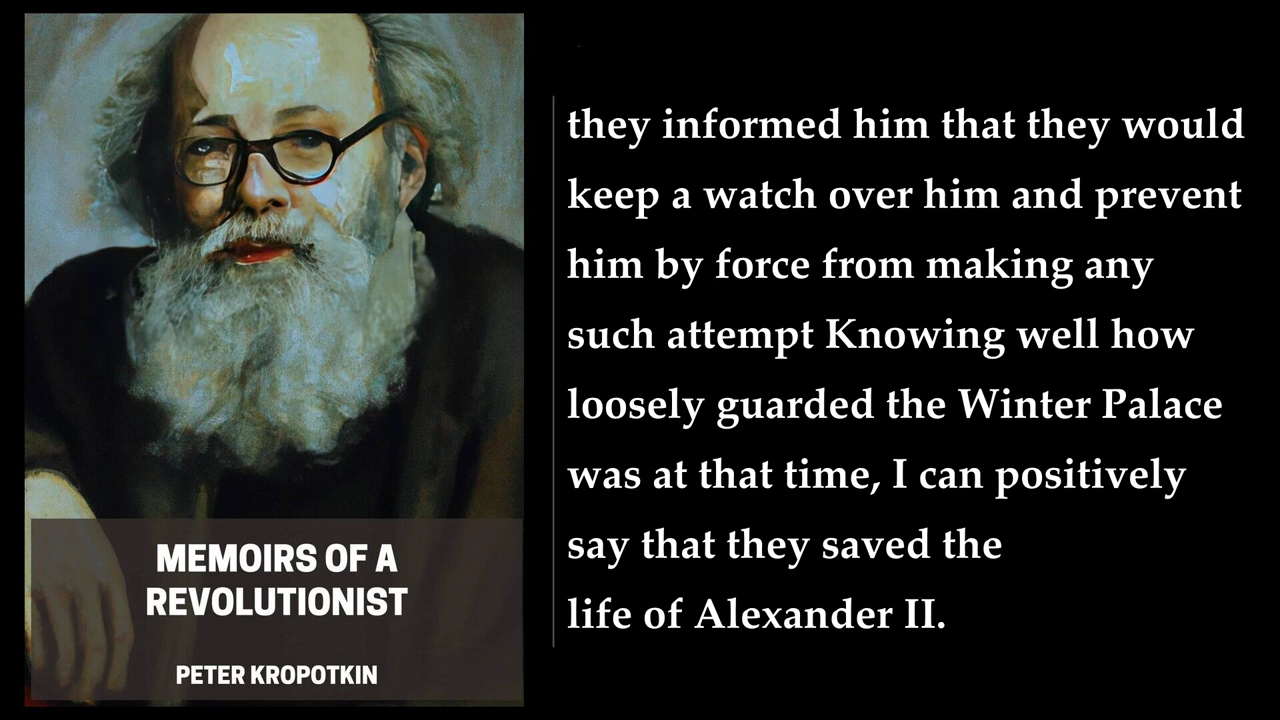 MEMOIRS OF A
REVOLUTIONIST
PETER KROPOTKIN
they informed him that they would
keep a watch over him and prevent
him by force from making any
such attempt Knowing well how
loosely guarded the Winter Palace
was at that time, I can positively
say that they saved the
life of Alexander II.